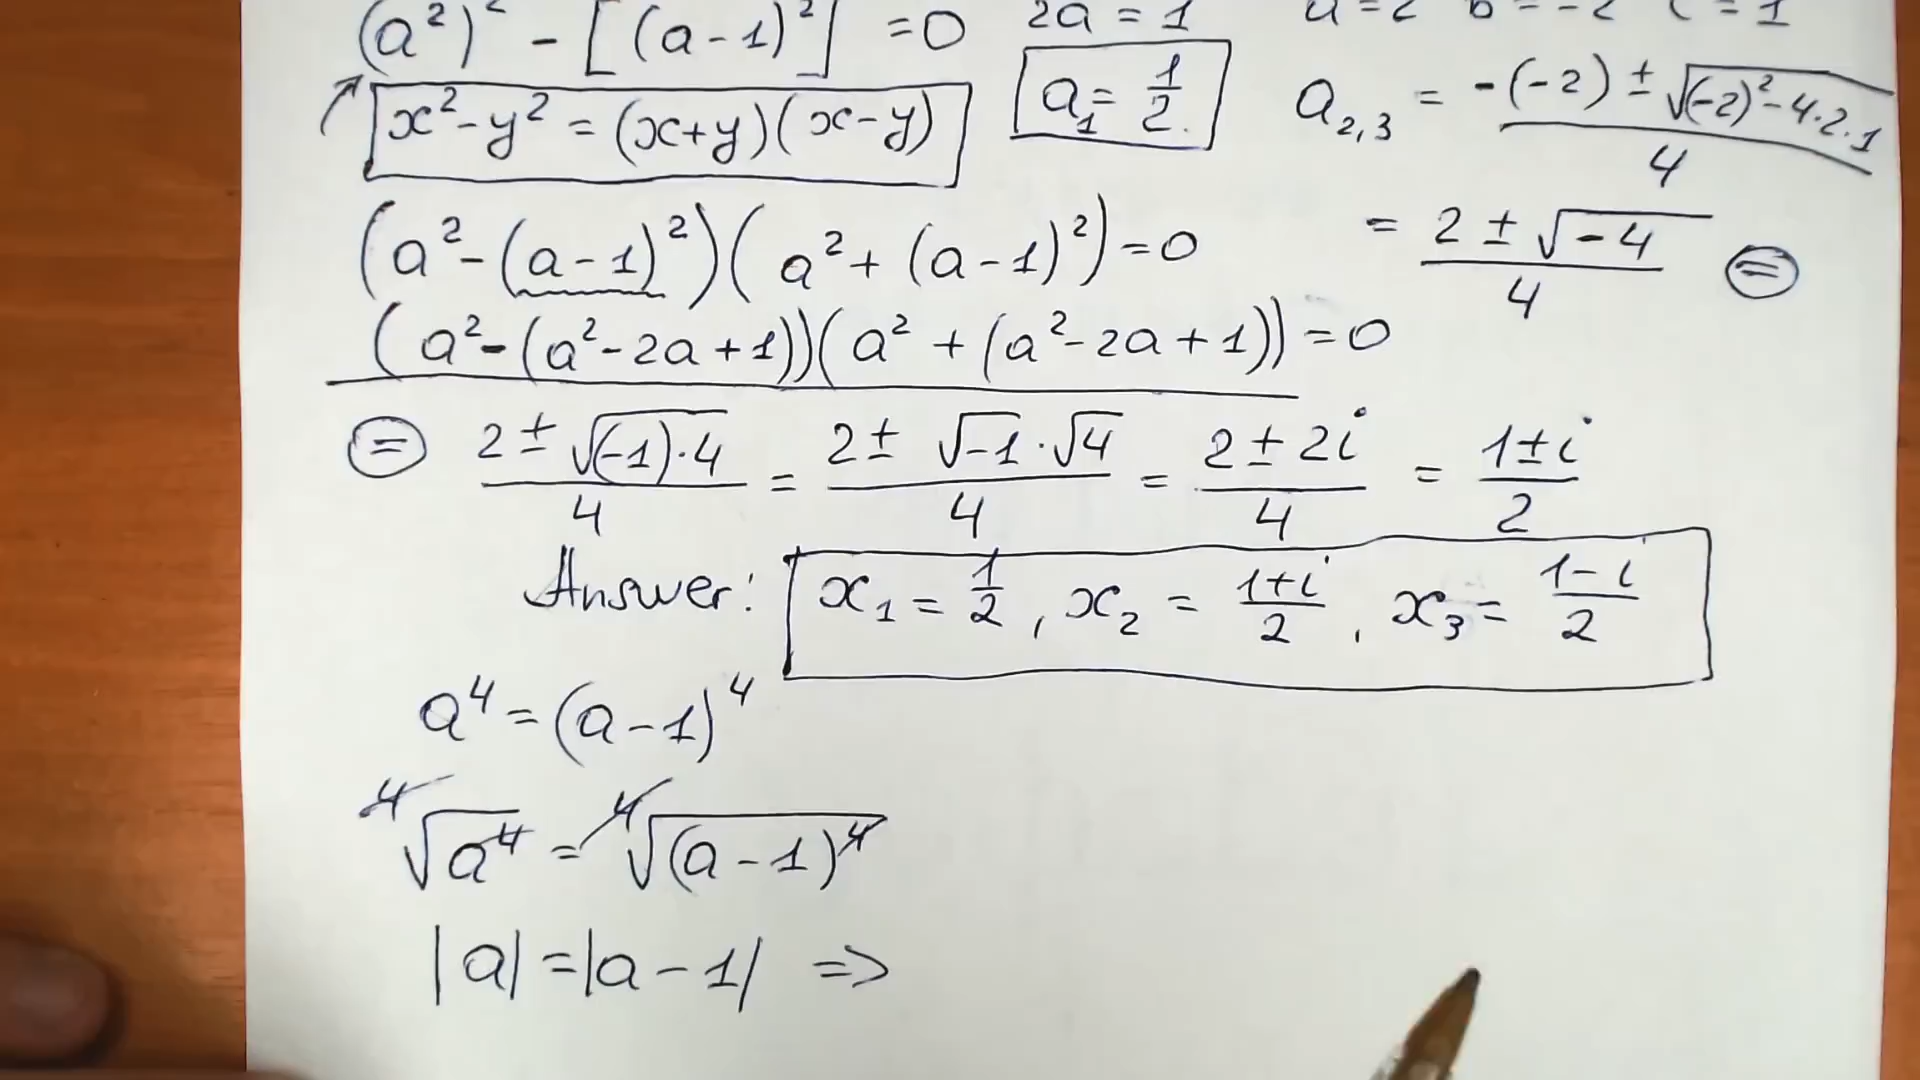 (a²)² - [(a-1)²] = 0
2a = 1
x² - y² = (x+y)(x-y)
a₁ = 1/2.
a₂,₃ = (-(-2) ± √((-2)² - 4·2·1))/4
(a² - (a-1)²)(a² + (a-1)²) = 0
= (2 ± √-4)/4 =
(a² - (a² - 2a + 1))(a² + (a² - 2a + 1)) = 0
= (2 ± √((-1)·4))/4 = (2 ± √-1·√4)/4 = (2 ± 2i)/4 = (1 ± i)/2
Answer: x₁ = 1/2, x₂ = (1+i)/2, x₃ = (1-i)/2
a⁴ = (a-1)⁴
⁴√a⁴ = ⁴√(a-1)⁴
|a| = |a-1| =>